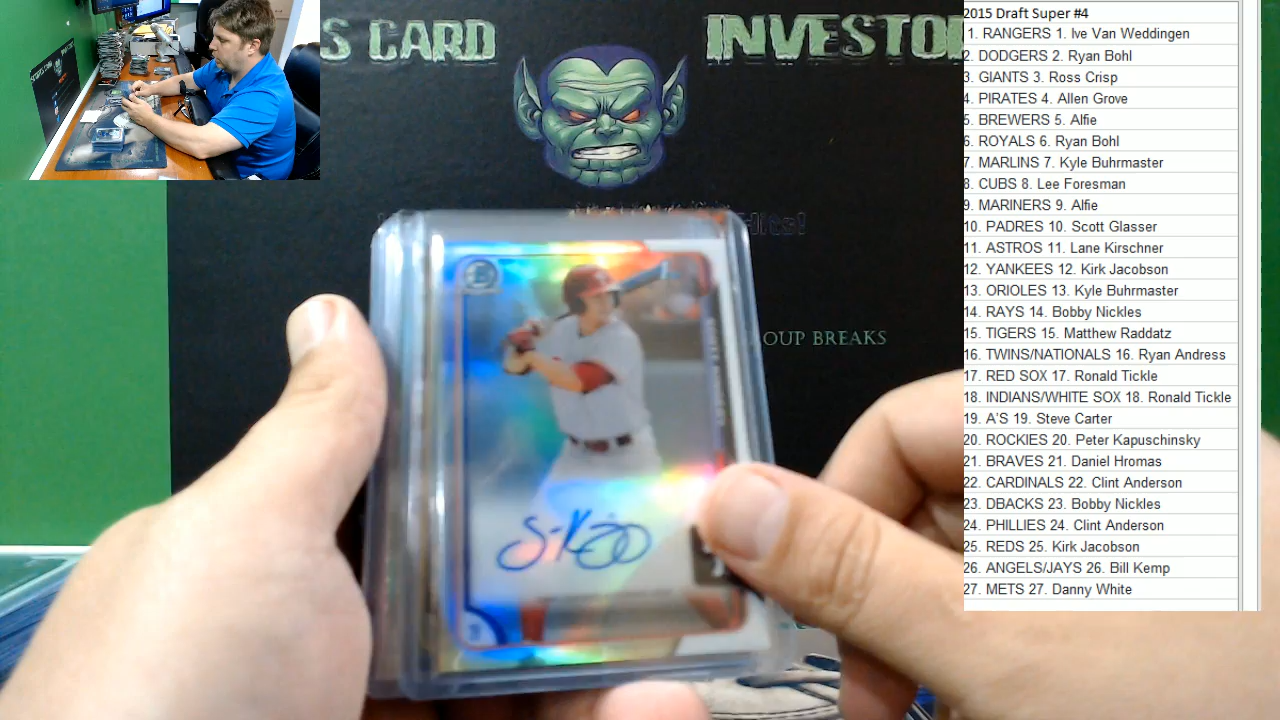 S CARD INVESTO
Hits!
OUP BREAKS
2015 Draft Super #4
1. RANGERS 1. Ive Van Weddingen
2. DODGERS 2. Ryan Bohl
3. GIANTS 3. Ross Crisp
4. PIRATES 4. Allen Grove
5. BREWERS 5. Alfie
6. ROYALS 6. Ryan Bohl
7. MARLINS 7. Kyle Buhrmaster
8. CUBS 8. Lee Foresman
9. MARINERS 9. Alfie
10. PADRES 10. Scott Glasser
11. ASTROS 11. Lane Kirschner
12. YANKEES 12. Kirk Jacobson
13. ORIOLES 13. Kyle Buhrmaster
14. RAYS 14. Bobby Nickles
15. TIGERS 15. Matthew Raddatz
16. TWINS/NATIONALS 16. Ryan Andress
17. RED SOX 17. Ronald Tickle
18. INDIANS/WHITE SOX 18. Ronald Tickle
19. A'S 19. Steve Carter
20. ROCKIES 20. Peter Kapuschinsky
21. BRAVES 21. Daniel Hromas
22. CARDINALS 22. Clint Anderson
23. DBACKS 23. Bobby Nickles
24. PHILLIES 24. Clint Anderson
25. REDS 25. Kirk Jacobson
26. ANGELS/JAYS 26. Bill Kemp
27. METS 27. Danny White